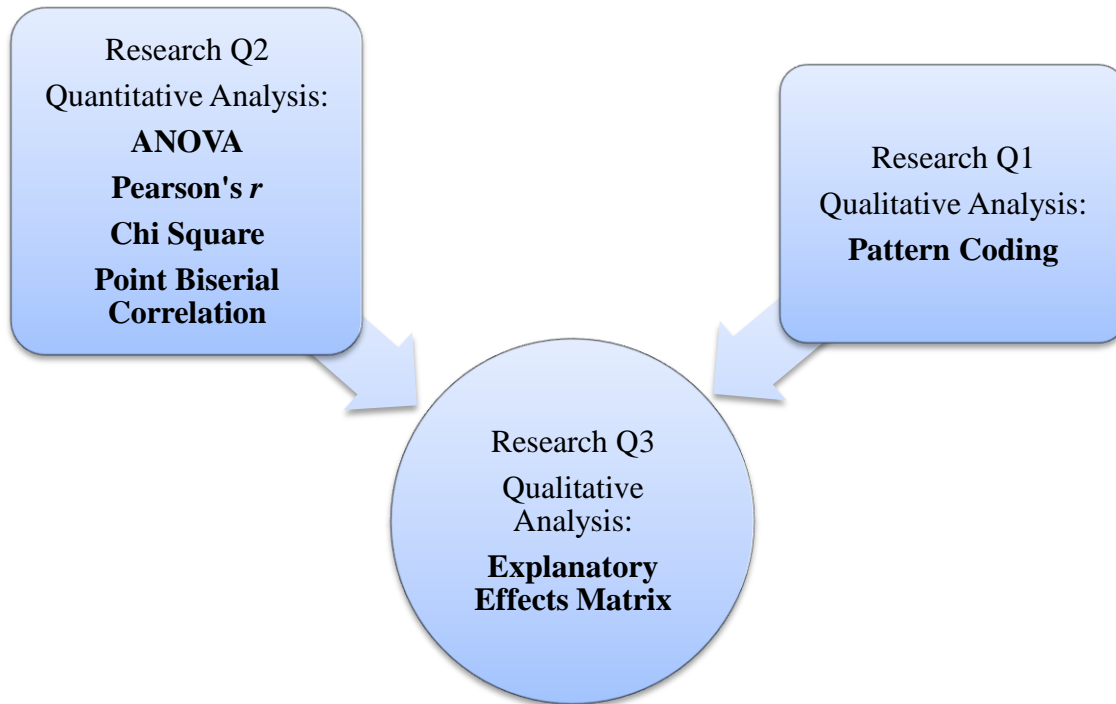 Research Q2
Quantitative Analysis:
ANOVA
Pearson's r
Chi Square
Point Biserial
Correlation
Research Q1
Qualitative Analysis:
Pattern Coding
Research Q3
Qualitative
Analysis:
Explanatory
Effects Matrix